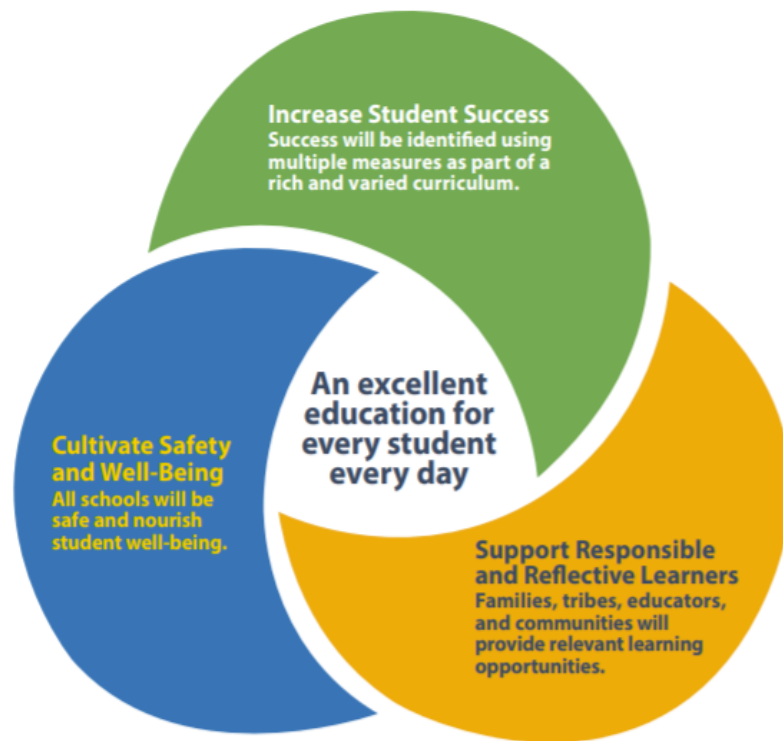 Increase Student Success
Success will be identified using
multiple measures as part of a
rich and varied curriculum.
An excellent
education for
every student
every day
Cultivate Safety
and Well-Being
All schools will be
safe and nourish
student well-being.
Support Responsible
and Reflective Learners
Families, tribes, educators,
and communities will
provide relevant learning
opportunities.